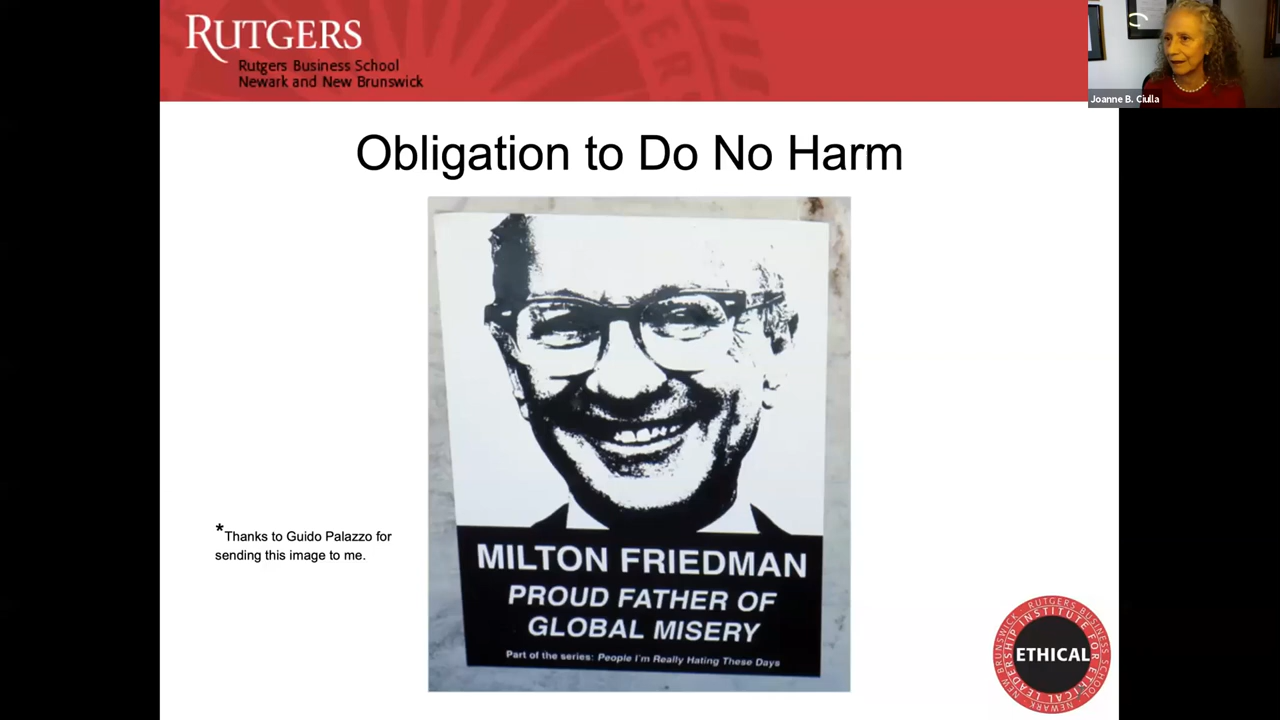 RUTGERS
Rutgers Business School
Newark and New Brunswick
Joanne B. Ciulla
Obligation to Do No Harm
MILTON FRIEDMAN
PROUD FATHER OF
GLOBAL MISERY
Part of the series: People I'm Really Hating These Days
*Thanks to Guido Palazzo for
sending this image to me.
RUTGERS BUSINESS SCHOOL
NEWARK
NEW BRUNSWICK
INSTITUTE FOR ETHICAL LEADERSHIP
ETHICAL